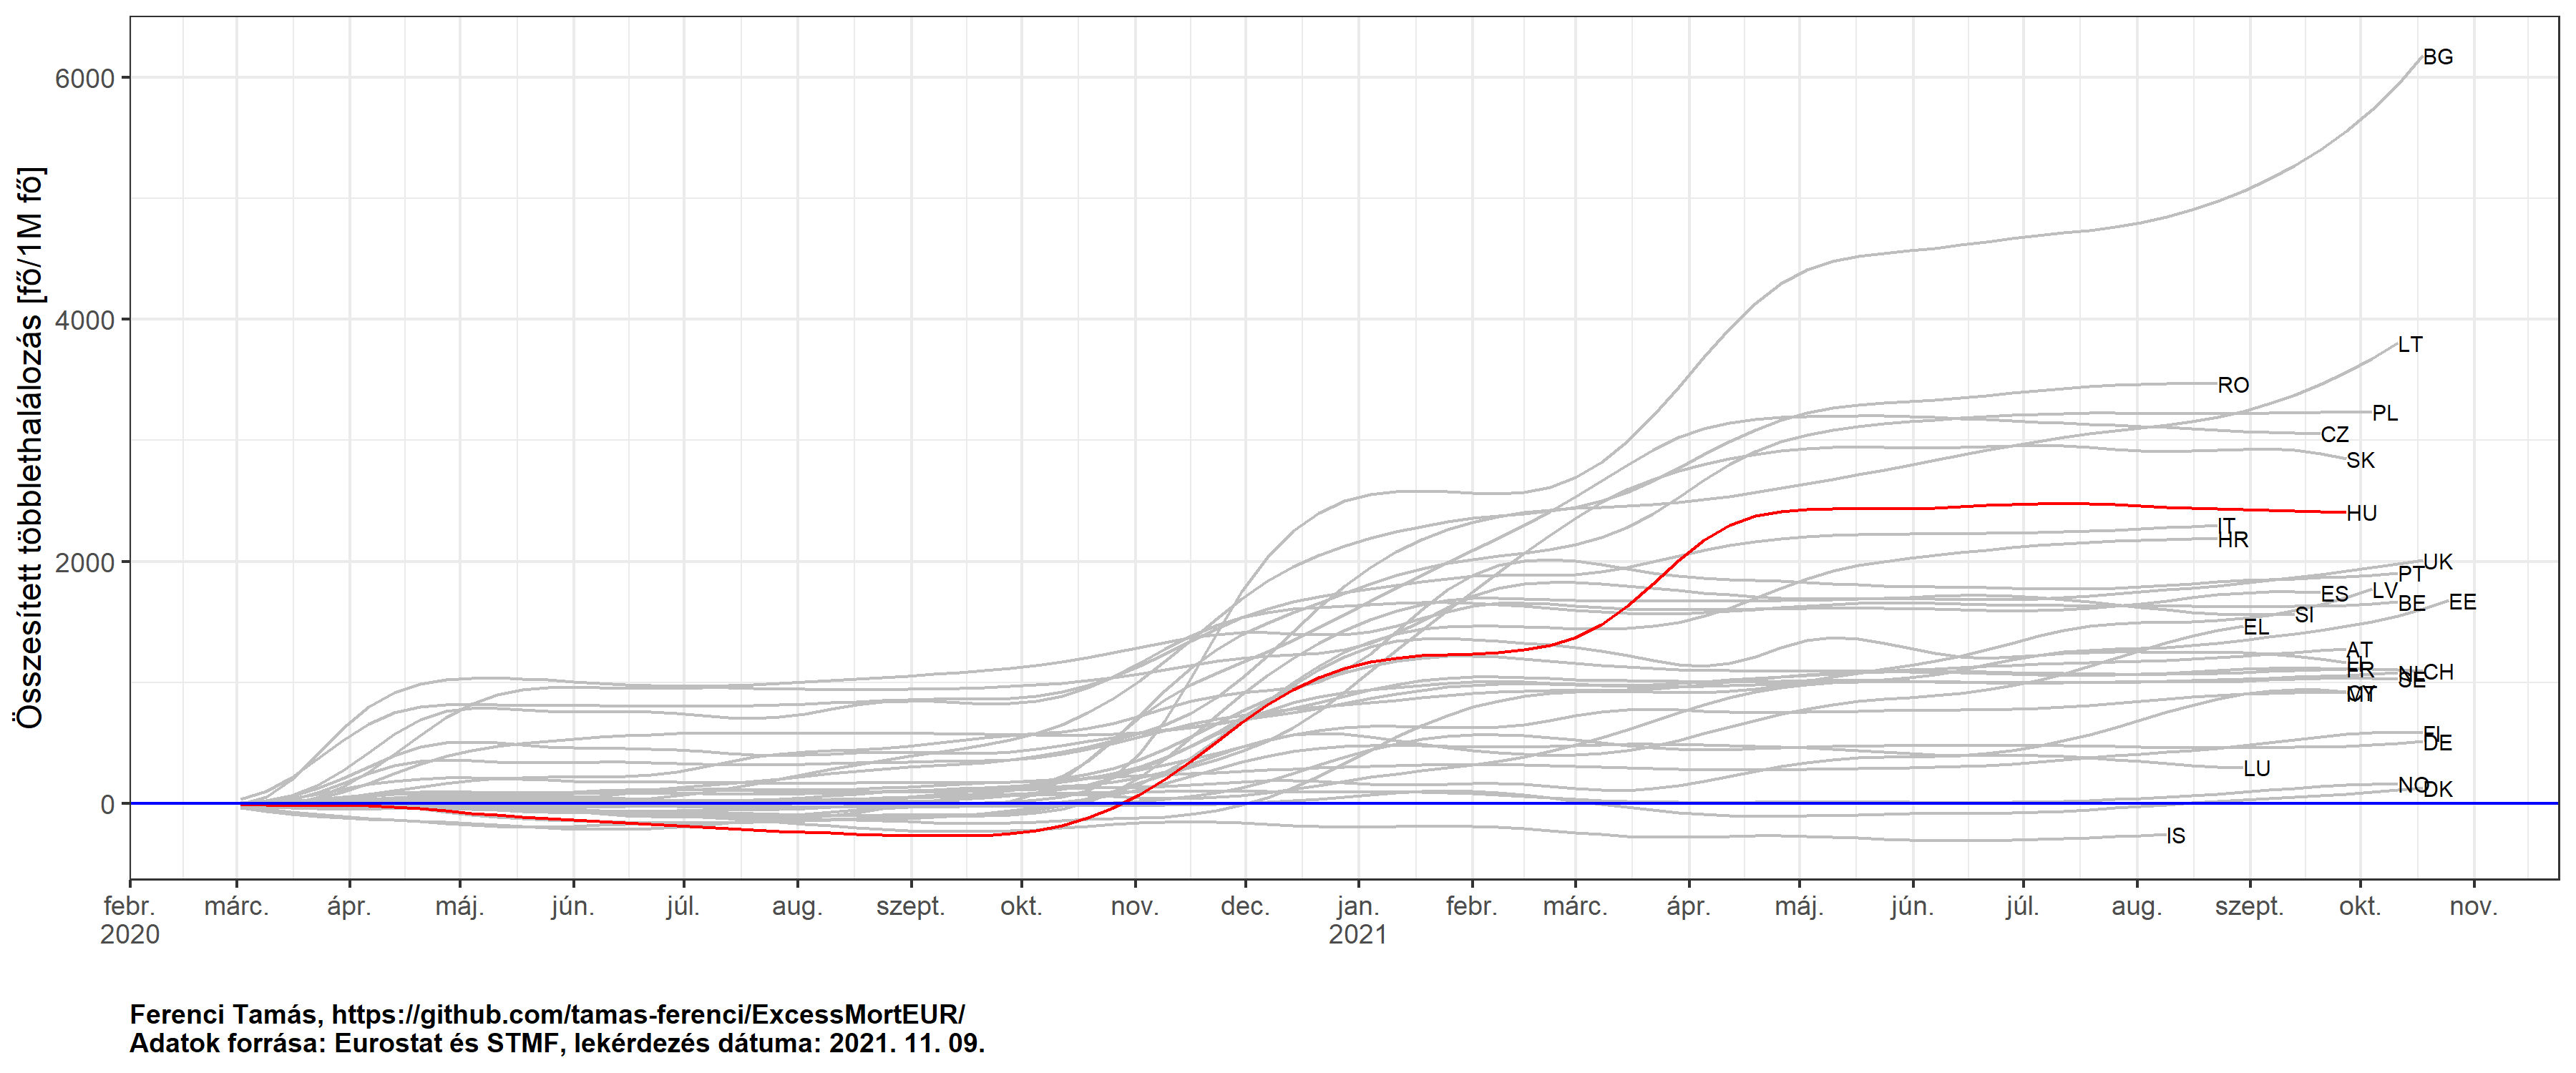 Összesített többlethalálozás [fő/1M fő]
6000
4000
2000
0
BG
LT
RO
PL
CZ
SK
HU
IT
HR
UK
PT
LV
ES
BE
EE
SI
EL
AT
FR
CH
NL
SE
CY
MT
DE
LU
NO
DK
IS
febr. márc. ápr. máj. jún. júl. aug. szept. okt. nov. dec. jan. febr. márc. ápr. máj. jún. júl. aug. szept. okt. nov.
2020 2021
Ferenci Tamás, https://github.com/tamas-ferenci/ExcessMortEUR/
Adatok forrása: Eurostat és STMF, lekérdezés dátuma: 2021. 11. 09.